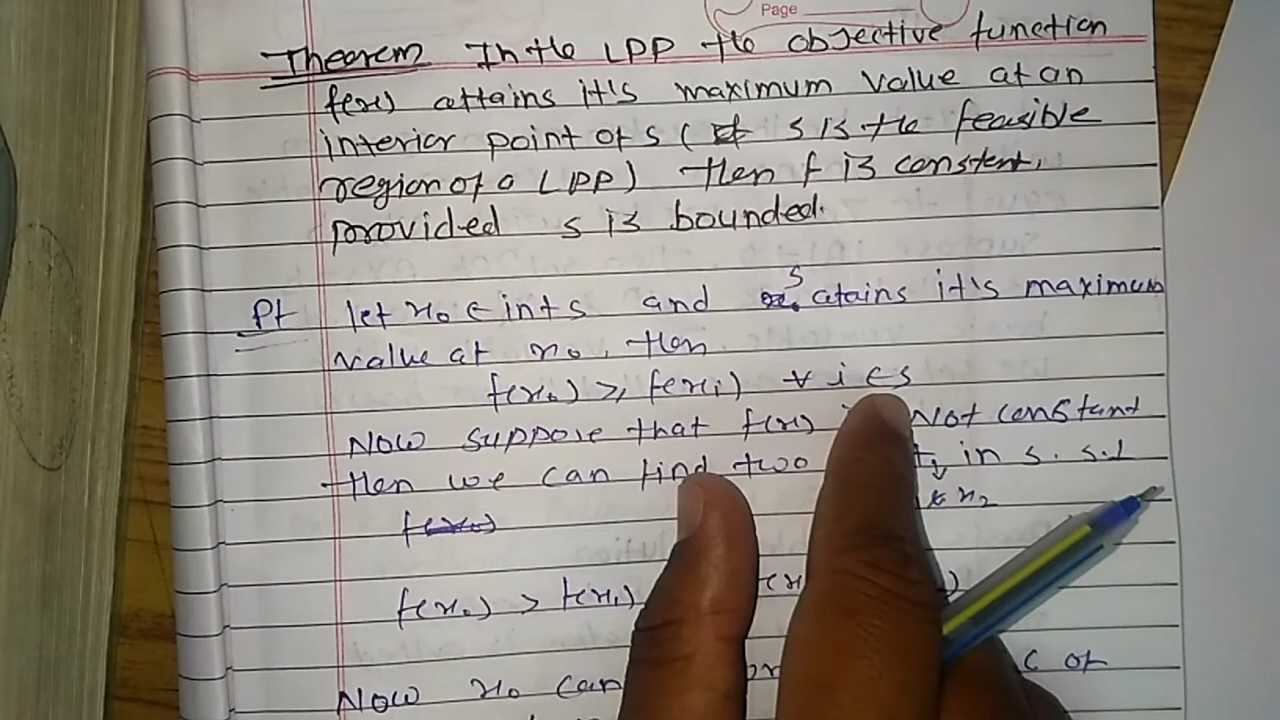 Page
Theorem In the LPP the objective function
f(x) attains it's maximum value at an
interior point of S ( S is the feasible
region of a LPP) then f is constant,
provided S is bounded.
Pf let x₀ ∈ int S and S atains it's maximum
value at x₀, then
f(x₀) ≥ f(xᵢ) ∀ i ∈ S
Now suppose that f(x) Not constant
then we can find two in S. s.t
& x₂
f(x₀) > f(x₁)
Now x₀ can c of